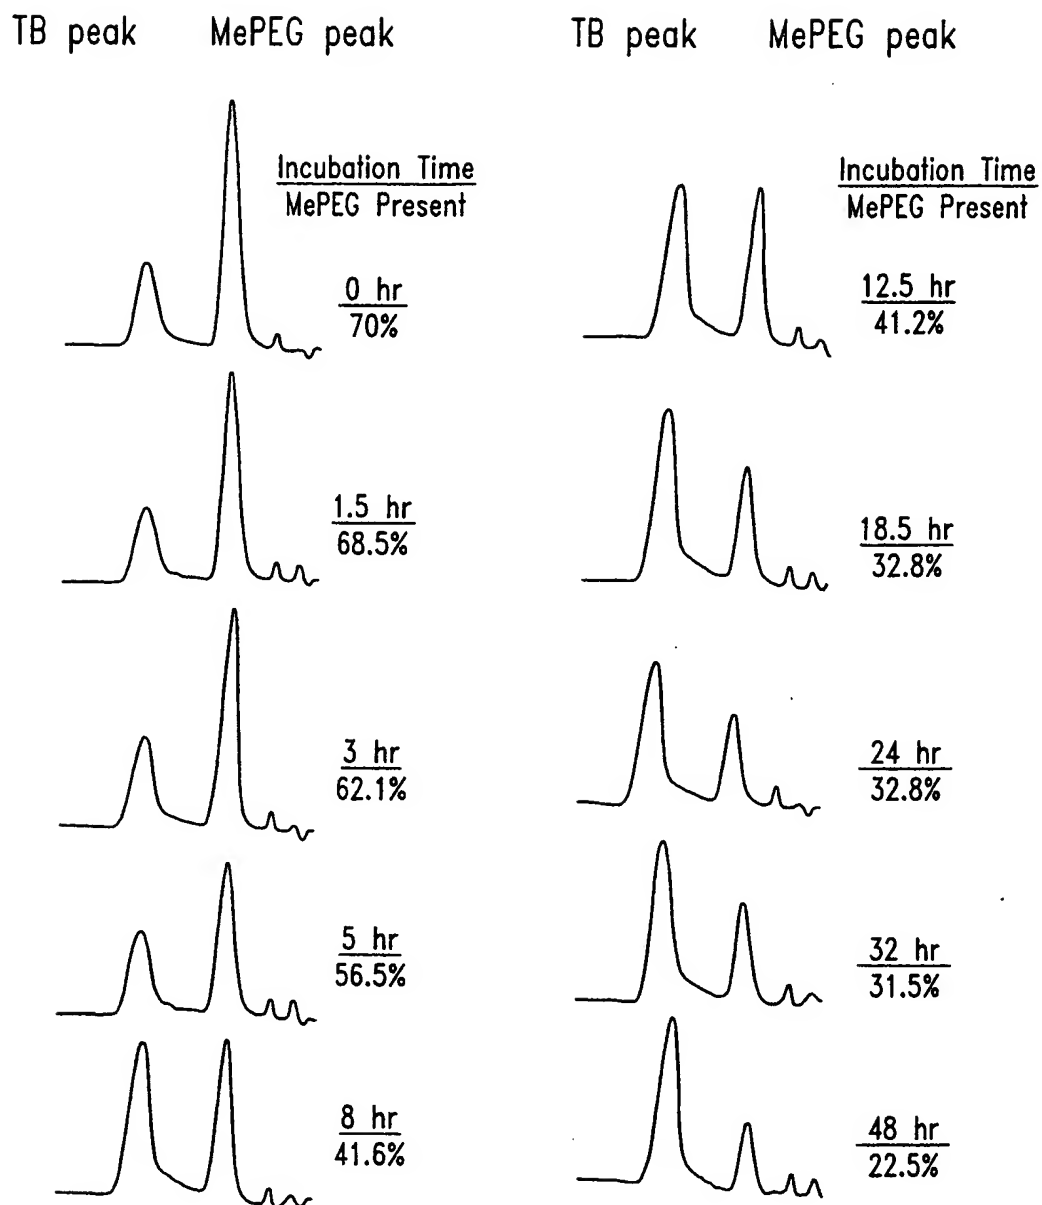 TB peak MePEG peak
Incubation Time
MePEG Present
0 hr
70%
1.5 hr
68.5%
3 hr
62.1%
5 hr
56.5%
8 hr
41.6%
TB peak MePEG peak
Incubation Time
MePEG Present
12.5 hr
41.2%
18.5 hr
32.8%
24 hr
32.8%
32 hr
31.5%
48 hr
22.5%